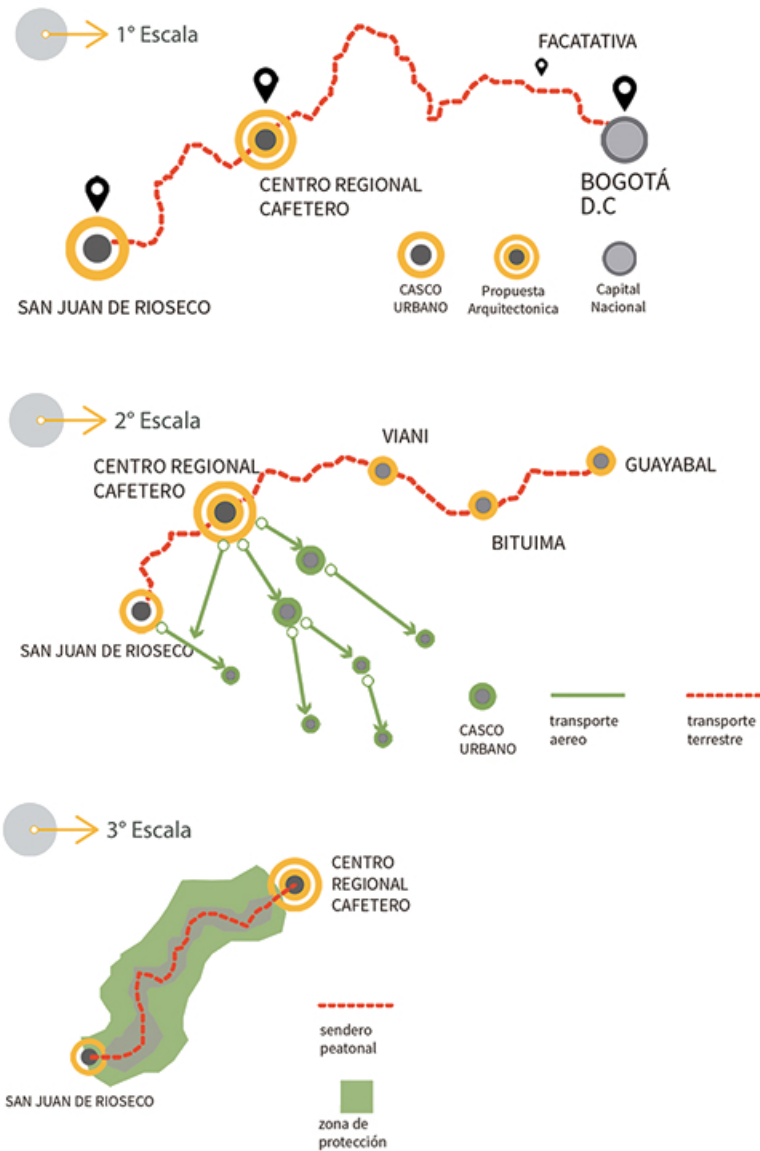 1° Escala
FACATATIVA
CENTRO REGIONAL
CAFETERO
BOGOTÁ
D.C
SAN JUAN DE RIOSECO
CASCO
URBANO
Propuesta
Arquitectonica
Capital
Nacional
2° Escala
VIANI
CENTRO REGIONAL
CAFETERO
GUAYABAL
BITUIMA
SAN JUAN DE RIOSECO
CASCO
URBANO
transporte
aereo
transporte
terrestre
3° Escala
CENTRO
REGIONAL
CAFETERO
sendero
peatonal
SAN JUAN DE RIOSECO
zona de
protección